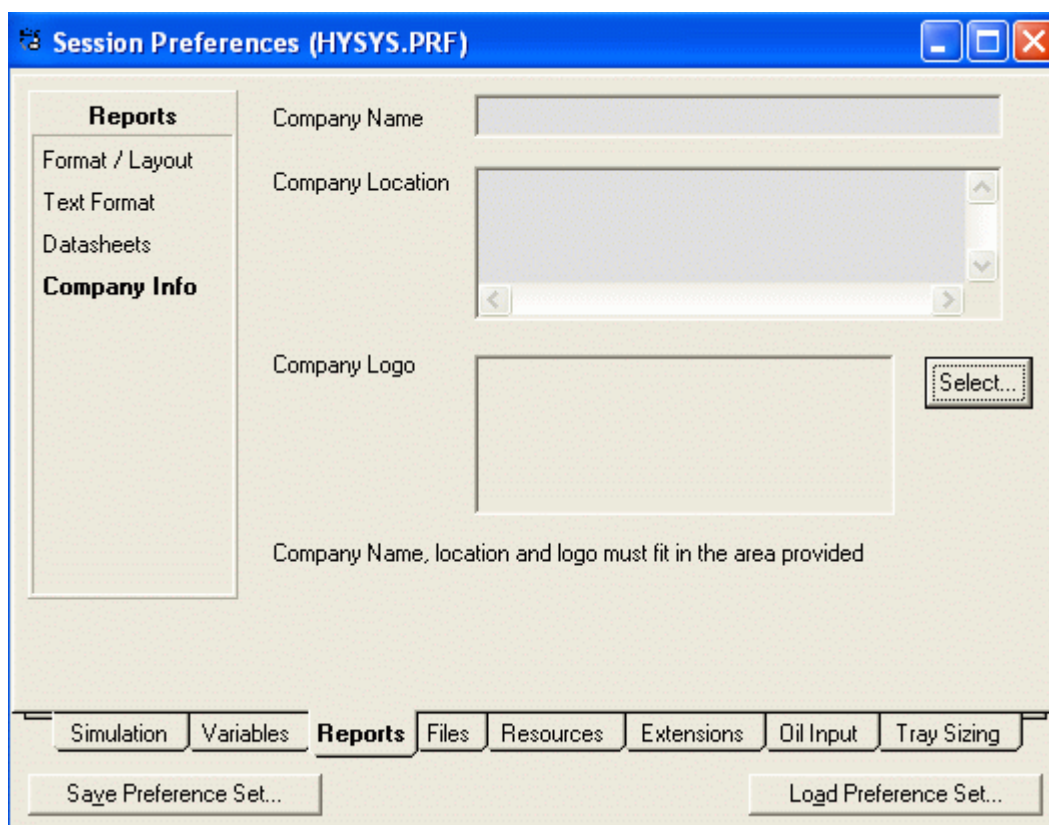 Session Preferences (HYSYS.PRF)
Reports
Format / Layout
Text Format
Datasheets
Company Info
Company Name
Company Location
Company Logo
Select...
Company Name, location and logo must fit in the area provided
Simulation Variables Reports Files Resources Extensions Oil Input Tray Sizing
Save Preference Set... Load Preference Set...